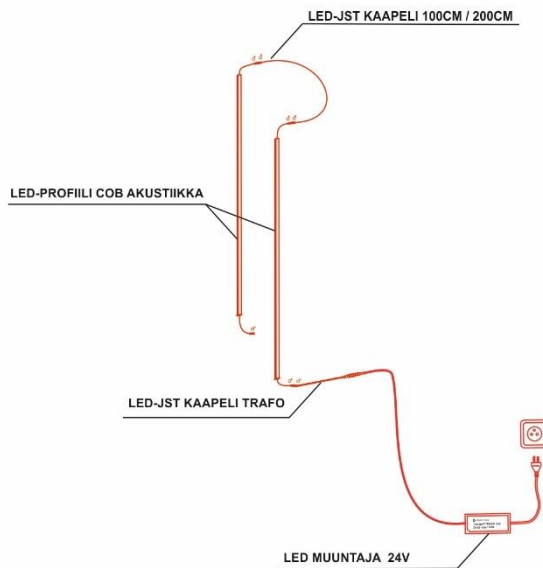 LED-JST KAAPELI 100CM / 200CM
LED-PROFIILI COB AKUSTIIKKA
LED-JST KAAPELI TRAFO
LED MUUNTAJA 24V